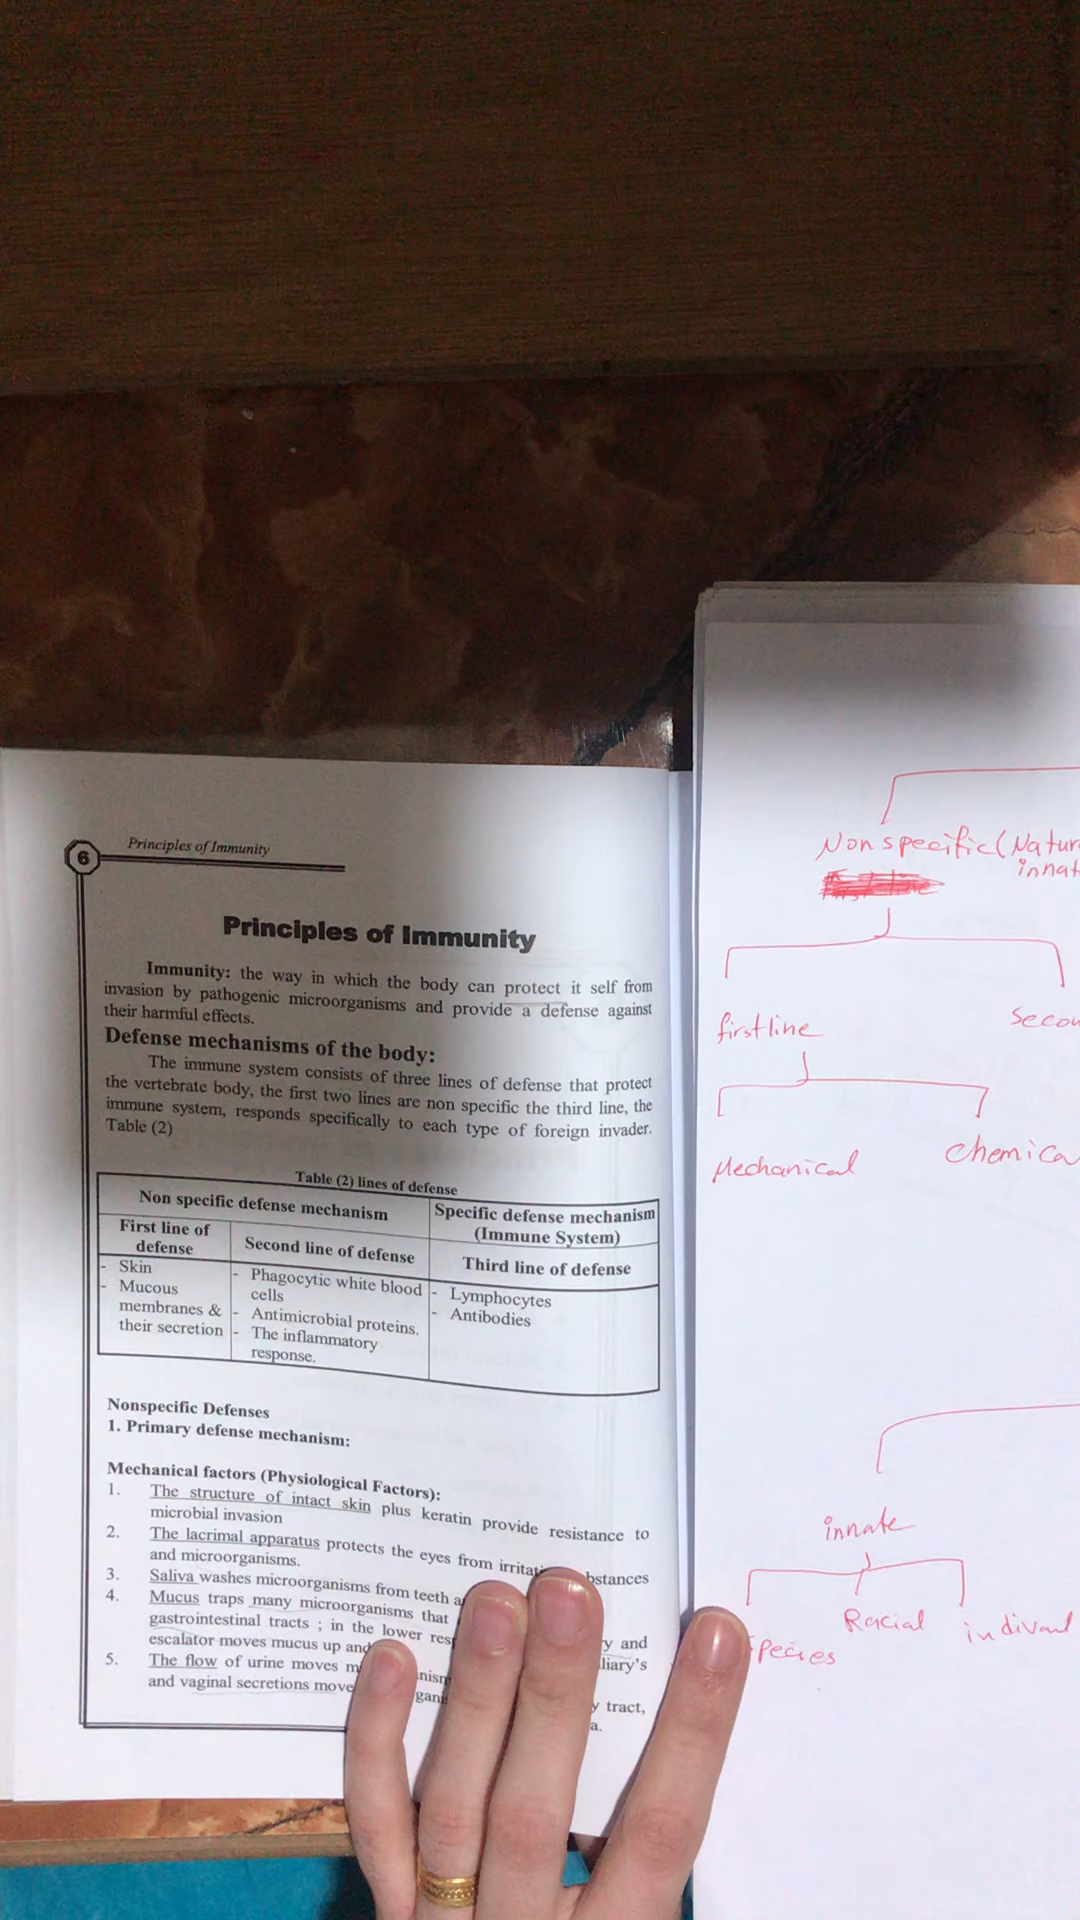 6
Principles of Immunity
Principles of Immunity
Immunity: the way in which the body can protect it self from
invasion by pathogenic microorganisms and provide a defense against
their harmful effects.
Defense mechanisms of the body:
The immune system consists of three lines of defense that protect
the vertebrate body, the first two lines are non specific the third line, the
immune system, responds specifically to each type of foreign invader.
Table (2)
Table (2) lines of defense
Non specific defense mechanism
Specific defense mechanism
(Immune System)
First line of
defense
Second line of defense
Third line of defense
- Skin
- Mucous
membranes &
their secretion
- Phagocytic white blood
cells
- Antimicrobial proteins.
- The inflammatory
response.
- Lymphocytes
- Antibodies
Nonspecific Defenses
1. Primary defense mechanism:
Mechanical factors (Physiological Factors):
1. The structure of intact skin plus keratin provide resistance to
microbial invasion
2. The lacrimal apparatus protects the eyes from
and microorganisms.
3. Saliva washes microorganisms from teeth
4. Mucus traps many microorganisms that
gastrointestinal tracts ; in the lower and
escalator moves mucus up
5. The flow of urine moves
and vaginal secretions move tract,
Non specific (
first line
Mechanical
innate
Species Racial